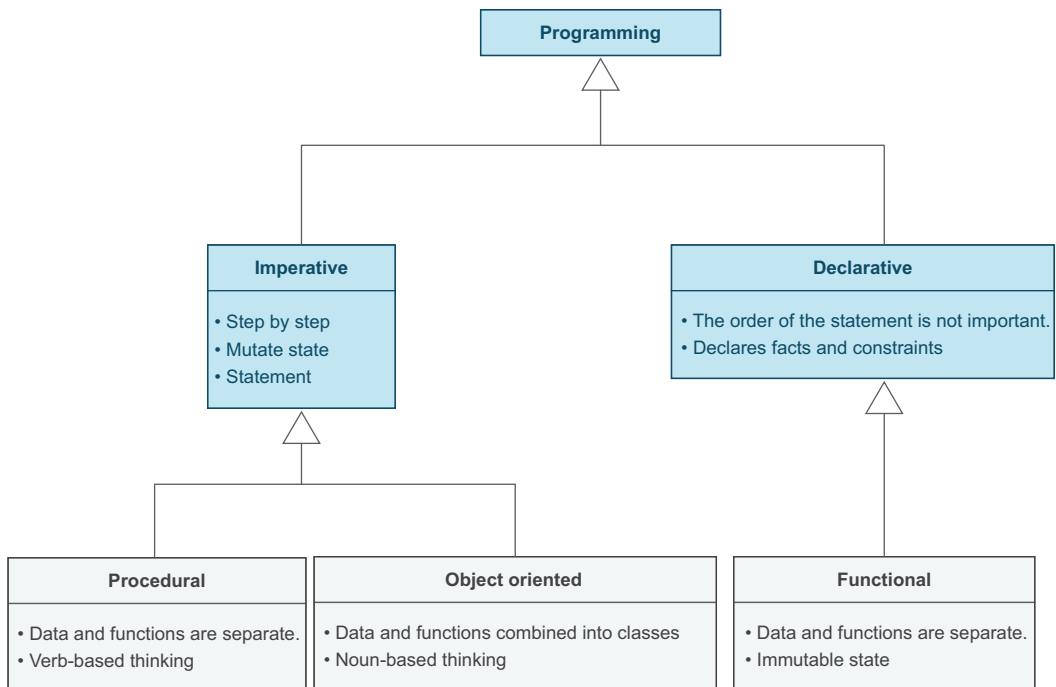 Programming
Imperative
• Step by step
• Mutate state
• Statement
Declarative
• The order of the statement is not important.
• Declares facts and constraints
Procedural
• Data and functions are separate.
• Verb-based thinking
Object oriented
• Data and functions combined into classes
• Noun-based thinking
Functional
• Data and functions are separate.
• Immutable state